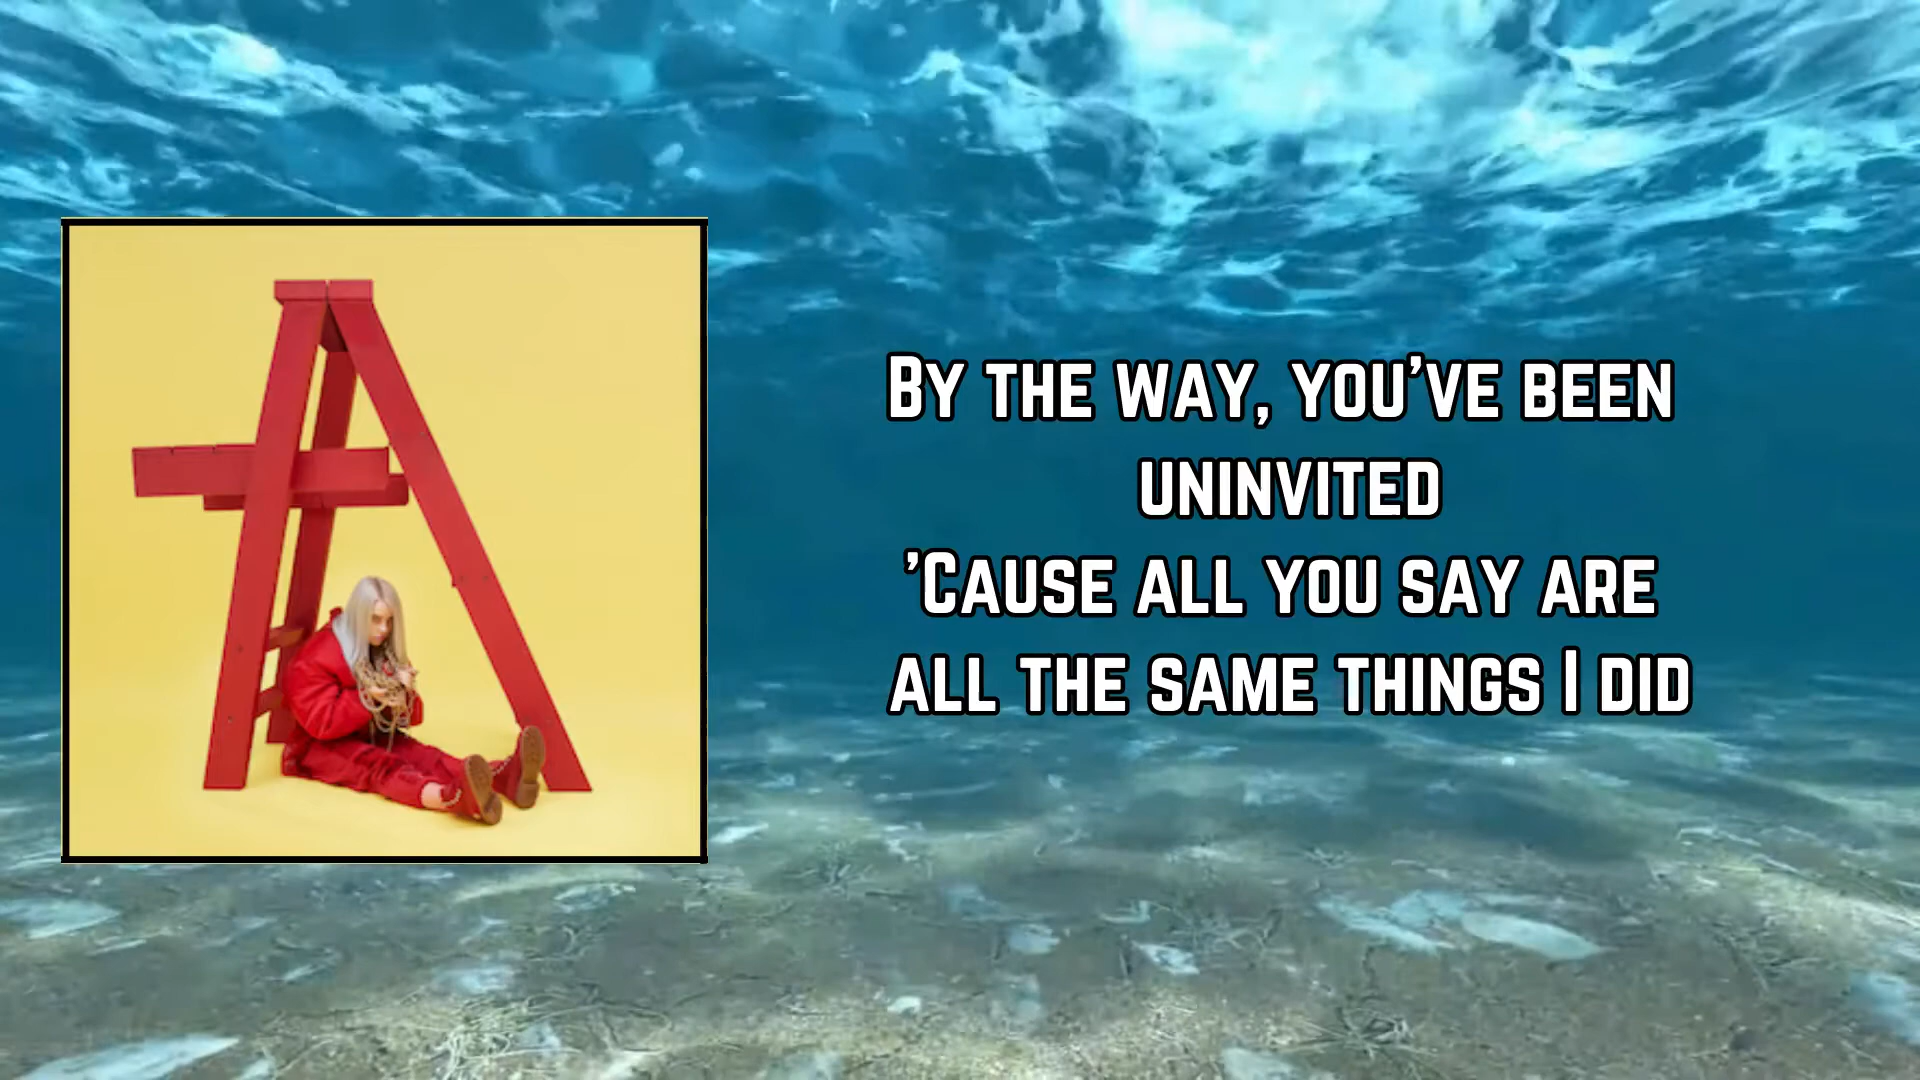 By the way, you've been
uninvited
'Cause all you say are
all the same things I did